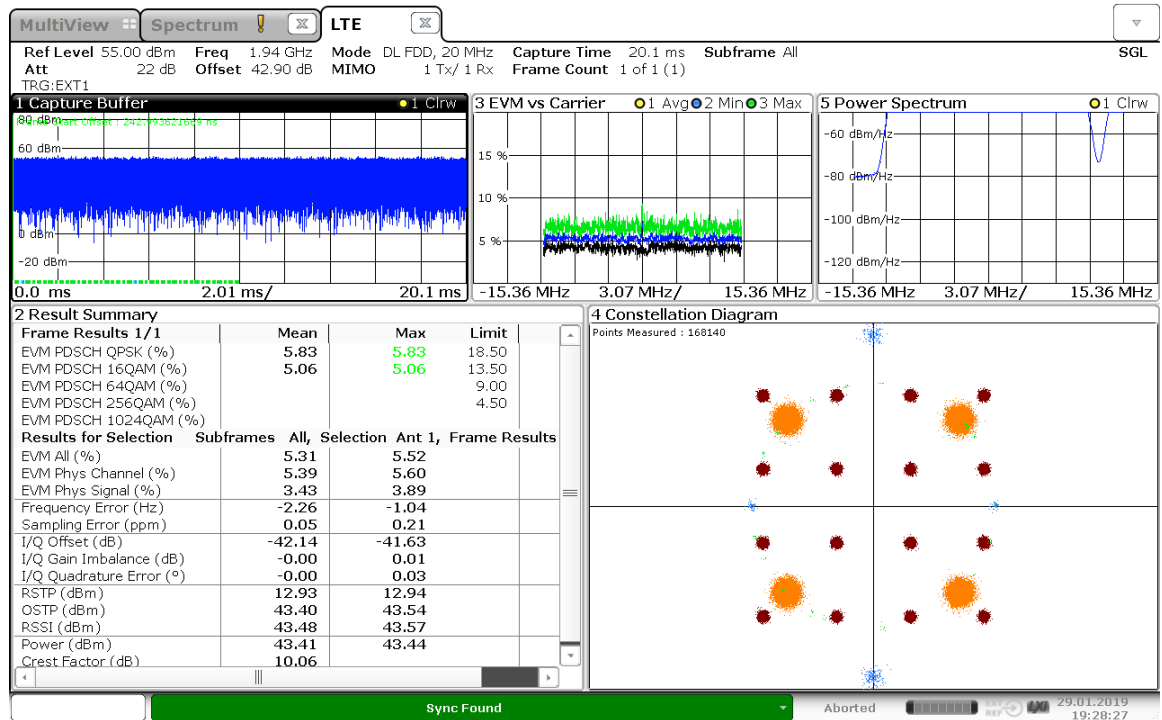 MultiView Spectrum LTE
Ref Level 55.00 dBm Freq 1.94 GHz Mode DL FDD, 20 MHz Capture Time 20.1 ms Subframe All SGL
Att 22 dB Offset 42.90 dB MIMO 1 Tx/ 1 Rx Frame Count 1 of 1 (1)
TRG:EXT1
1 Capture Buffer 1 Clrw
80 dBm
Frame Start Offset : 242.993621689 ns
60 dBm
0 dBm
-20 dBm
0.0 ms 2.01 ms/ 20.1 ms
3 EVM vs Carrier 1 Avg 2 Min 3 Max
15 %
10 %
5 %
-15.36 MHz 3.07 MHz/ 15.36 MHz
5 Power Spectrum 1 Clrw
-60 dBm/Hz
-80 dBm/Hz
-100 dBm/Hz
-120 dBm/Hz
-15.36 MHz 3.07 MHz/ 15.36 MHz
2 Result Summary
Frame Results 1/1 Mean Max Limit
EVM PDSCH QPSK (%) 5.83 5.83 18.50
EVM PDSCH 16QAM (%) 5.06 5.06 13.50
EVM PDSCH 64QAM (%) 9.00
EVM PDSCH 256QAM (%) 4.50
EVM PDSCH 1024QAM (%)
Results for Selection Subframes All, Selection Ant 1, Frame Results
EVM All (%) 5.31 5.52
EVM Phys Channel (%) 5.39 5.60
EVM Phys Signal (%) 3.43 3.89
Frequency Error (Hz) -2.26 -1.04
Sampling Error (ppm) 0.05 0.21
I/Q Offset (dB) -42.14 -41.63
I/Q Gain Imbalance (dB) -0.00 0.01
I/Q Quadrature Error (°) -0.00 0.03
RSTP (dBm) 12.93 12.94
OSTP (dBm) 43.40 43.54
RSSI (dBm) 43.48 43.57
Power (dBm) 43.41 43.44
Crest Factor (dB) 10.06
4 Constellation Diagram
Points Measured : 168140
Sync Found
Aborted
EXT REF
LXI
29.01.2019
19:28:27